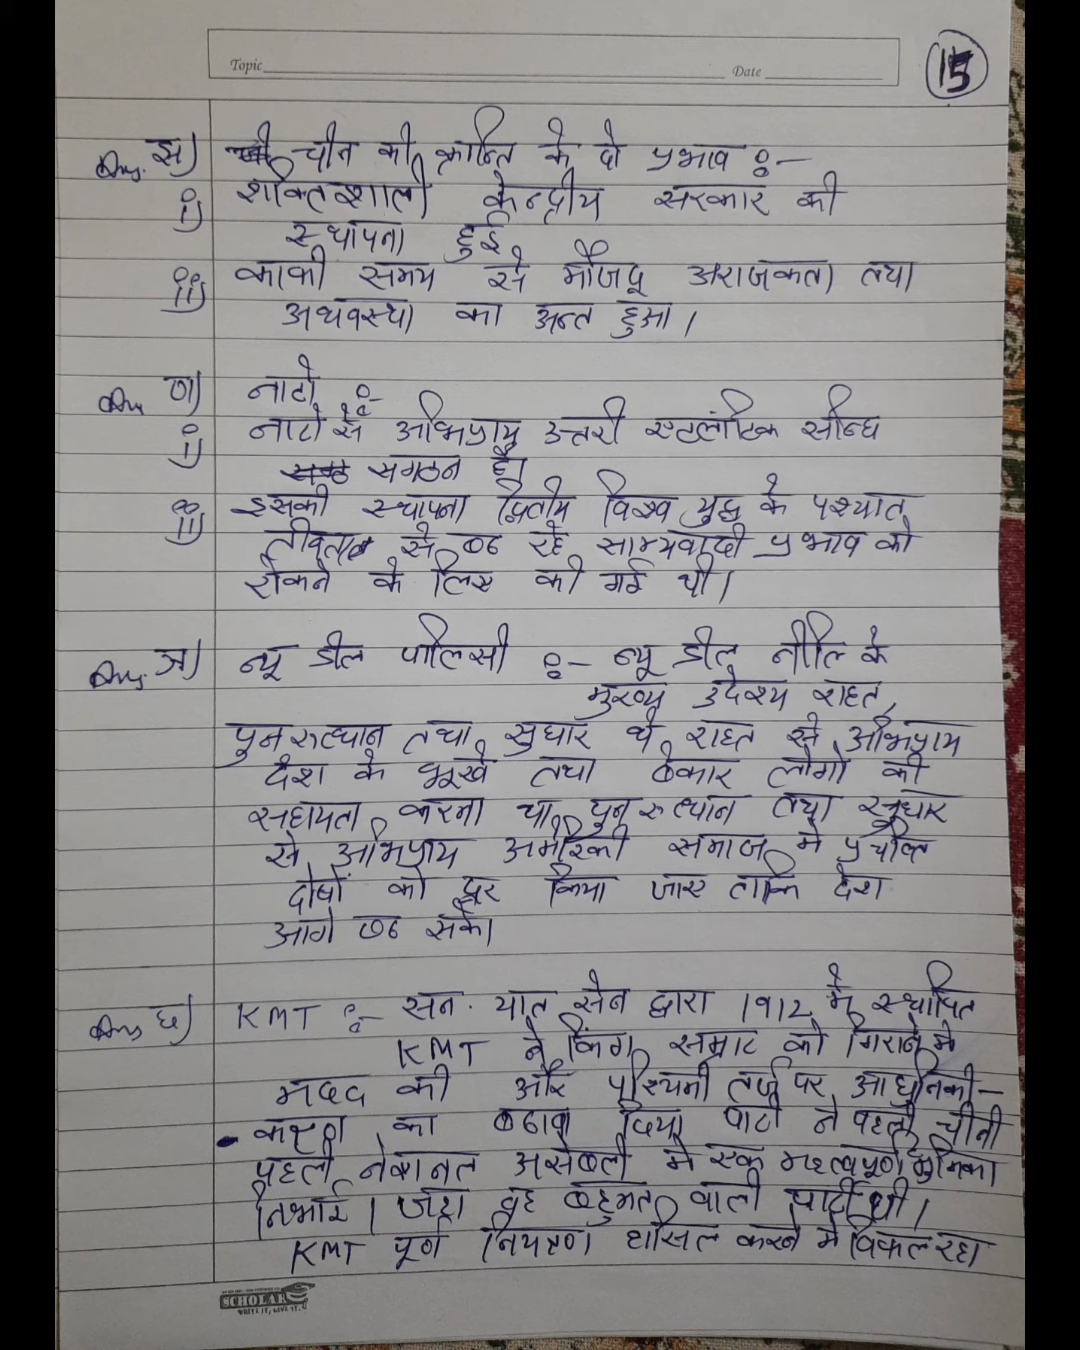 Topic Date
15
Ans. झ) चीन की क्रान्ति के दो प्रभाव :-
i) शक्तिशाली केन्द्रीय सरकार की
स्थापना हुई
ii) काफी समय से मौजूद अराजकता तथा
अथवस्था का अन्त हुआ।
Ans ण) नाटो :-
i) नाटो से अभिप्राय उत्तरी एटलांटिक सन्धि
सगठन है।
ii) इसकी स्थापना द्वितीय विश्व युद्ध के पश्यात
तीव्रता से बढ रहे साम्यवादी प्रभाव को
रोकने के लिए की गई थी।
Ans. ज) न्यू डील पॉलिसी :- न्यू डील नीति के
मुख्य उदेश्य राहत,
पुनरुत्थान तथा सुधार थे राहत से अभिप्राय
देश के भूखे तथा बेकार लोगो की
सहायता करना था पुनरुत्थान तथा सुधार
से अभिप्राय अमेरिकी समाज मे प्रचलित
दोषों को दूर किया जाए ताकि देश
आगे बढ सके।
Ans घ) KMT :- सन यात सेन द्वारा 1912 मे स्थापित
KMT ने किंग सम्राट को गिराने मे
मदद की और पश्चिमी तर्ज पर आधुनिकी-
करण का बढावा दिया पार्टी ने पहली चीनी
पहली नेशनल असेंबली मे एक महत्वपूर्ण भुमिका
निभाई। जहा वह बहुमत वाली पार्टी थी।
KMT पूर्ण नियत्रण हासिल करने मे विफल रहा
SCHOLAR